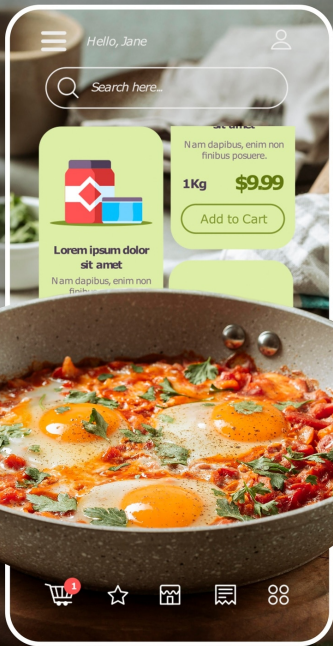 Hello, Jane
Search here...
Lorem ipsum dolor
sit amet
Nam dapibus, enim non
sit amet
Nam dapibus, enim non
finibus posuere.
1Kg
$9.99
Add to Cart
1